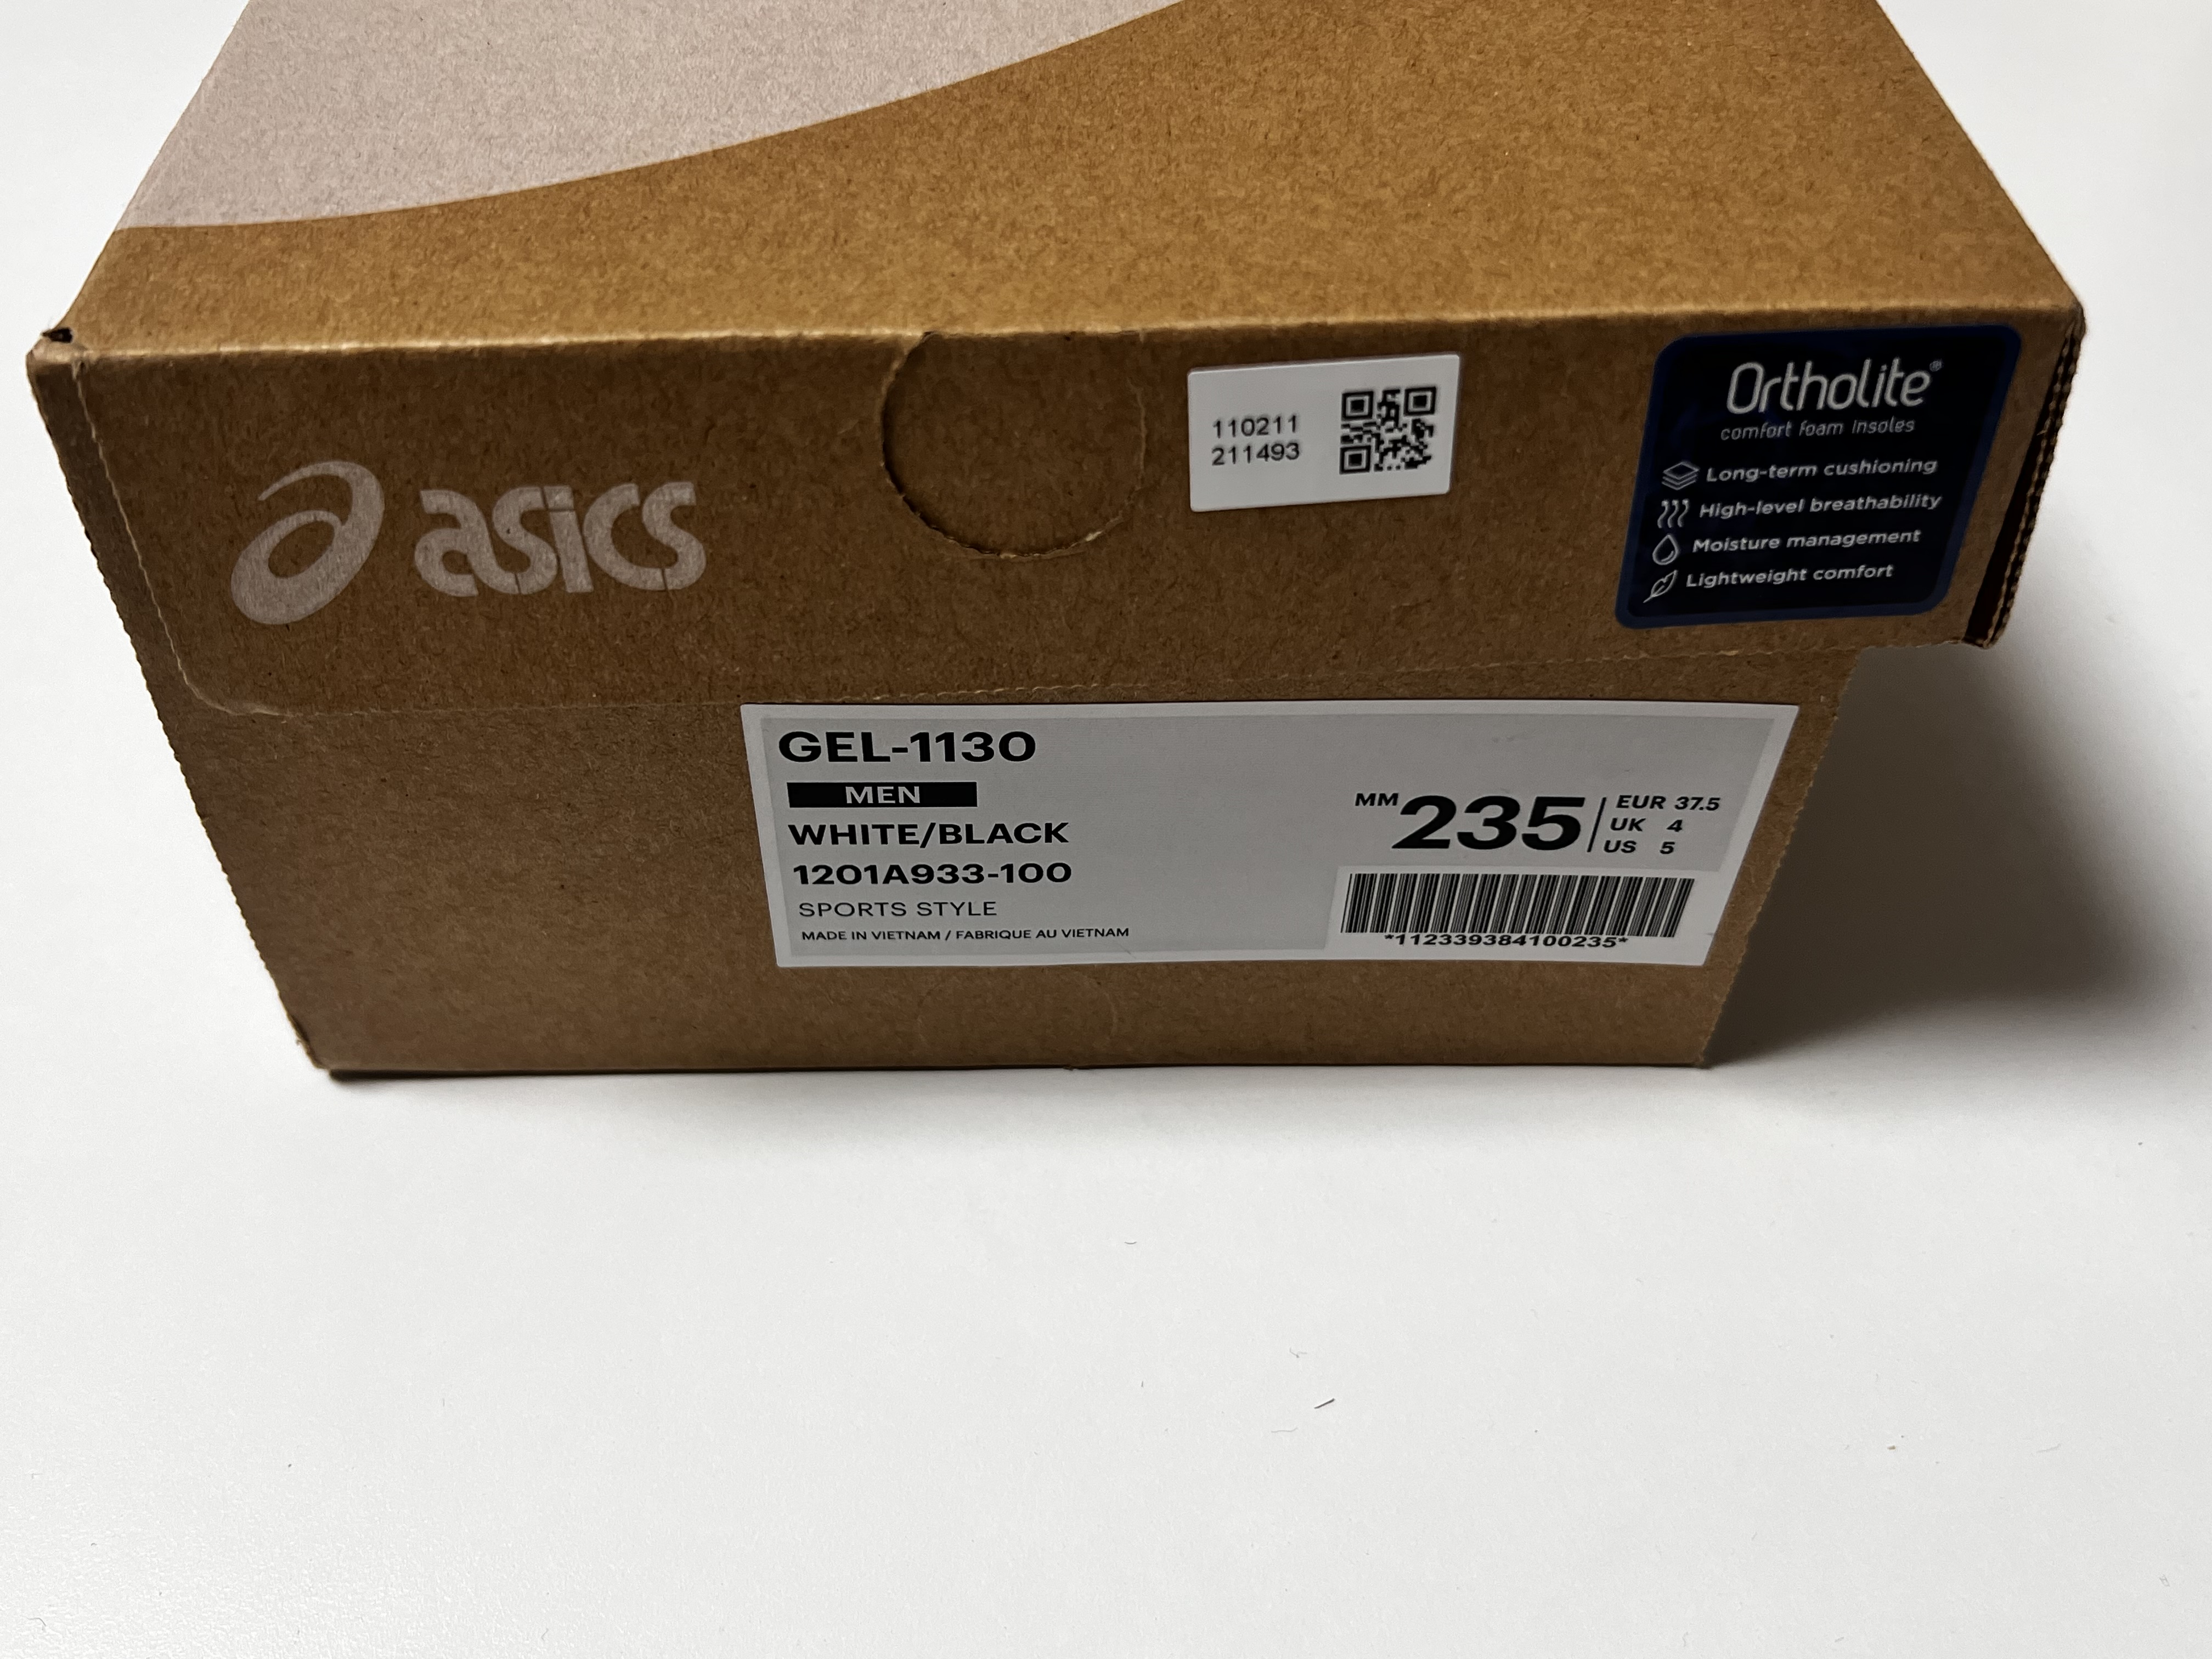 asics
110211
211493
Ortholite®
comfort foam insoles
Long-term cushioning
High-level breathability
Moisture management
Lightweight comfort
GEL-1130
MEN
WHITE/BLACK
1201A933-100
SPORTS STYLE
MADE IN VIETNAM / FABRIQUE AU VIETNAM
MM 235
EUR 37.5
UK 4
US 5
*112339384100235*